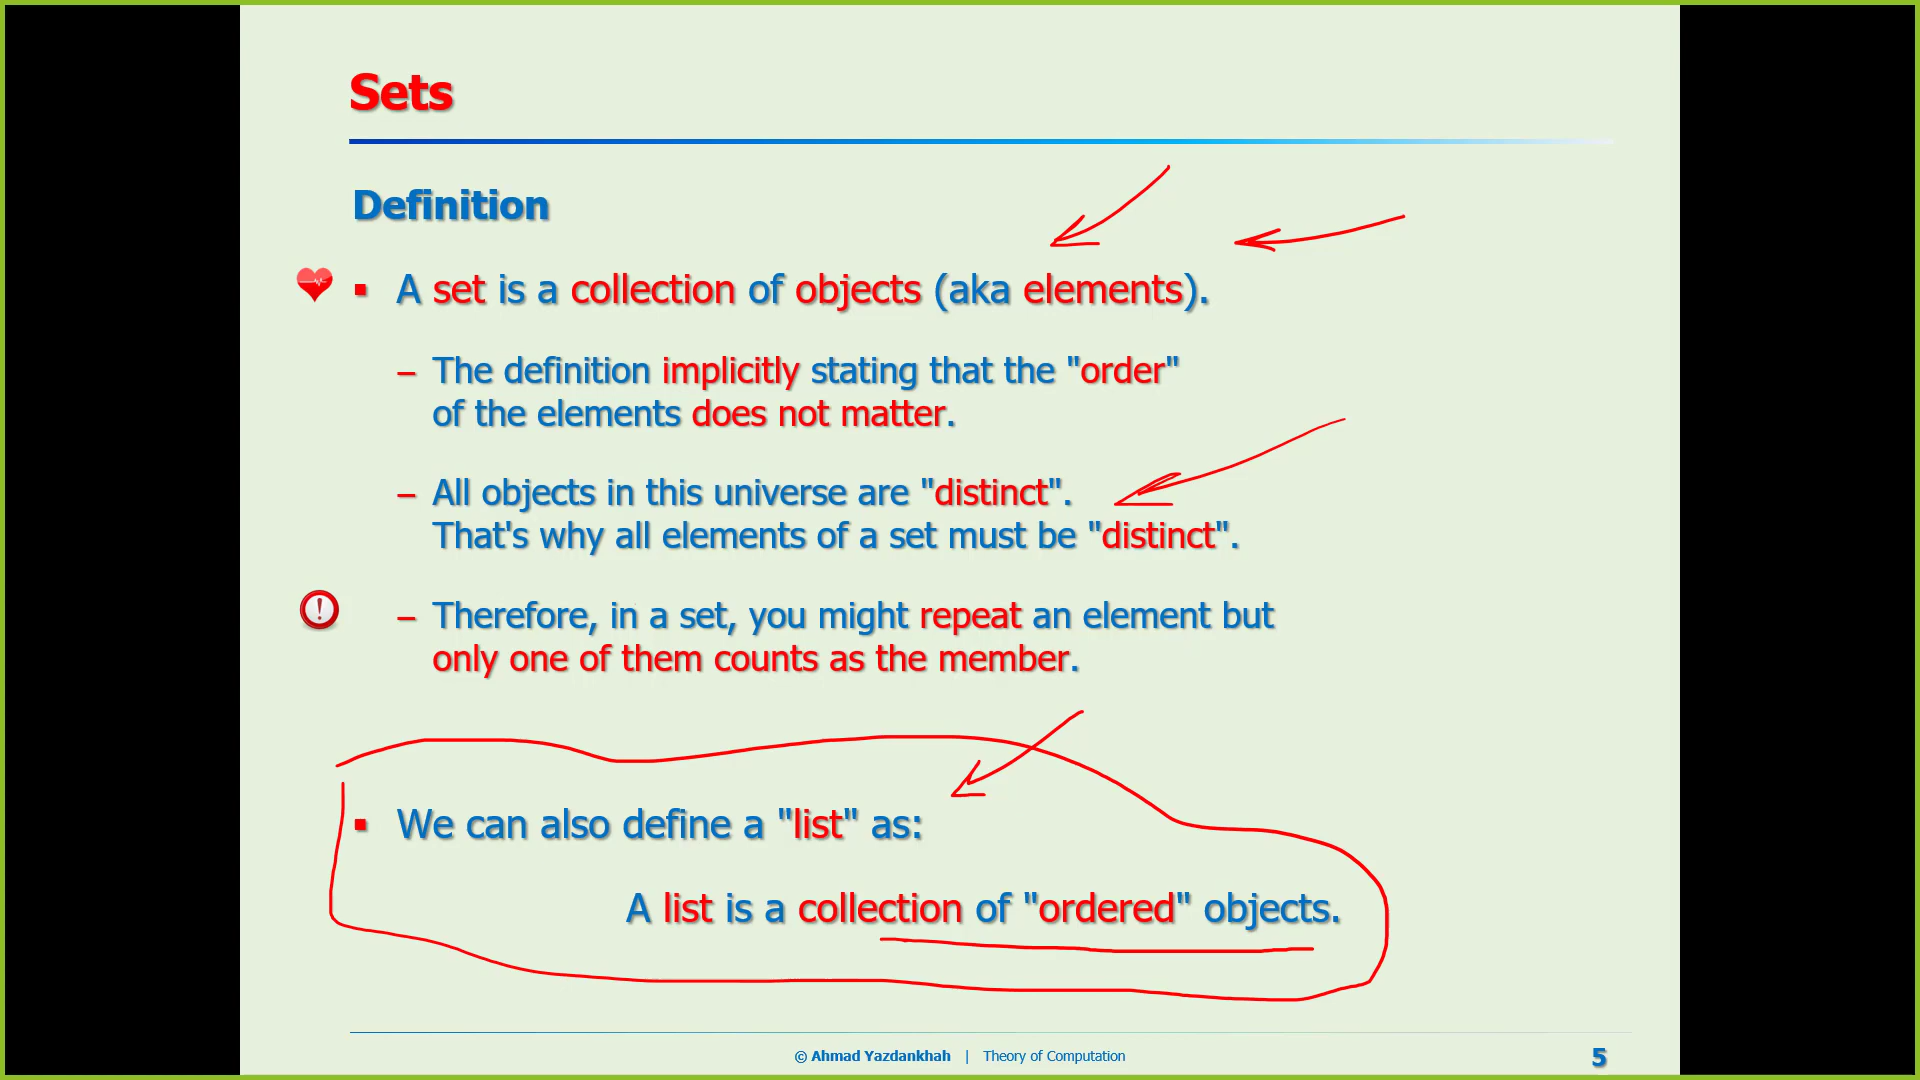 Sets
Definition
▪ A set is a collection of objects (aka elements).
– The definition implicitly stating that the "order"
of the elements does not matter.
– All objects in this universe are "distinct".
That's why all elements of a set must be "distinct".
– Therefore, in a set, you might repeat an element but
only one of them counts as the member.
▪ We can also define a "list" as:
A list is a collection of "ordered" objects.
© Ahmad Yazdankhah | Theory of Computation
5